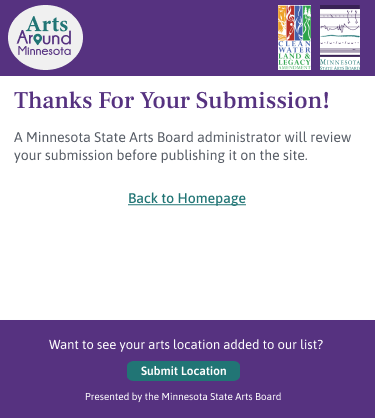 Arts
Around
Minnesota
CLEAN
WATER
LAND &
LEGACY
AMENDMENT
MINNESOTA
STATE ARTS BOARD
Thanks For Your Submission!
A Minnesota State Arts Board administrator will review
your submission before publishing it on the site.
Back to Homepage
Want to see your arts location added to our list?
Submit Location
Presented by the Minnesota State Arts Board